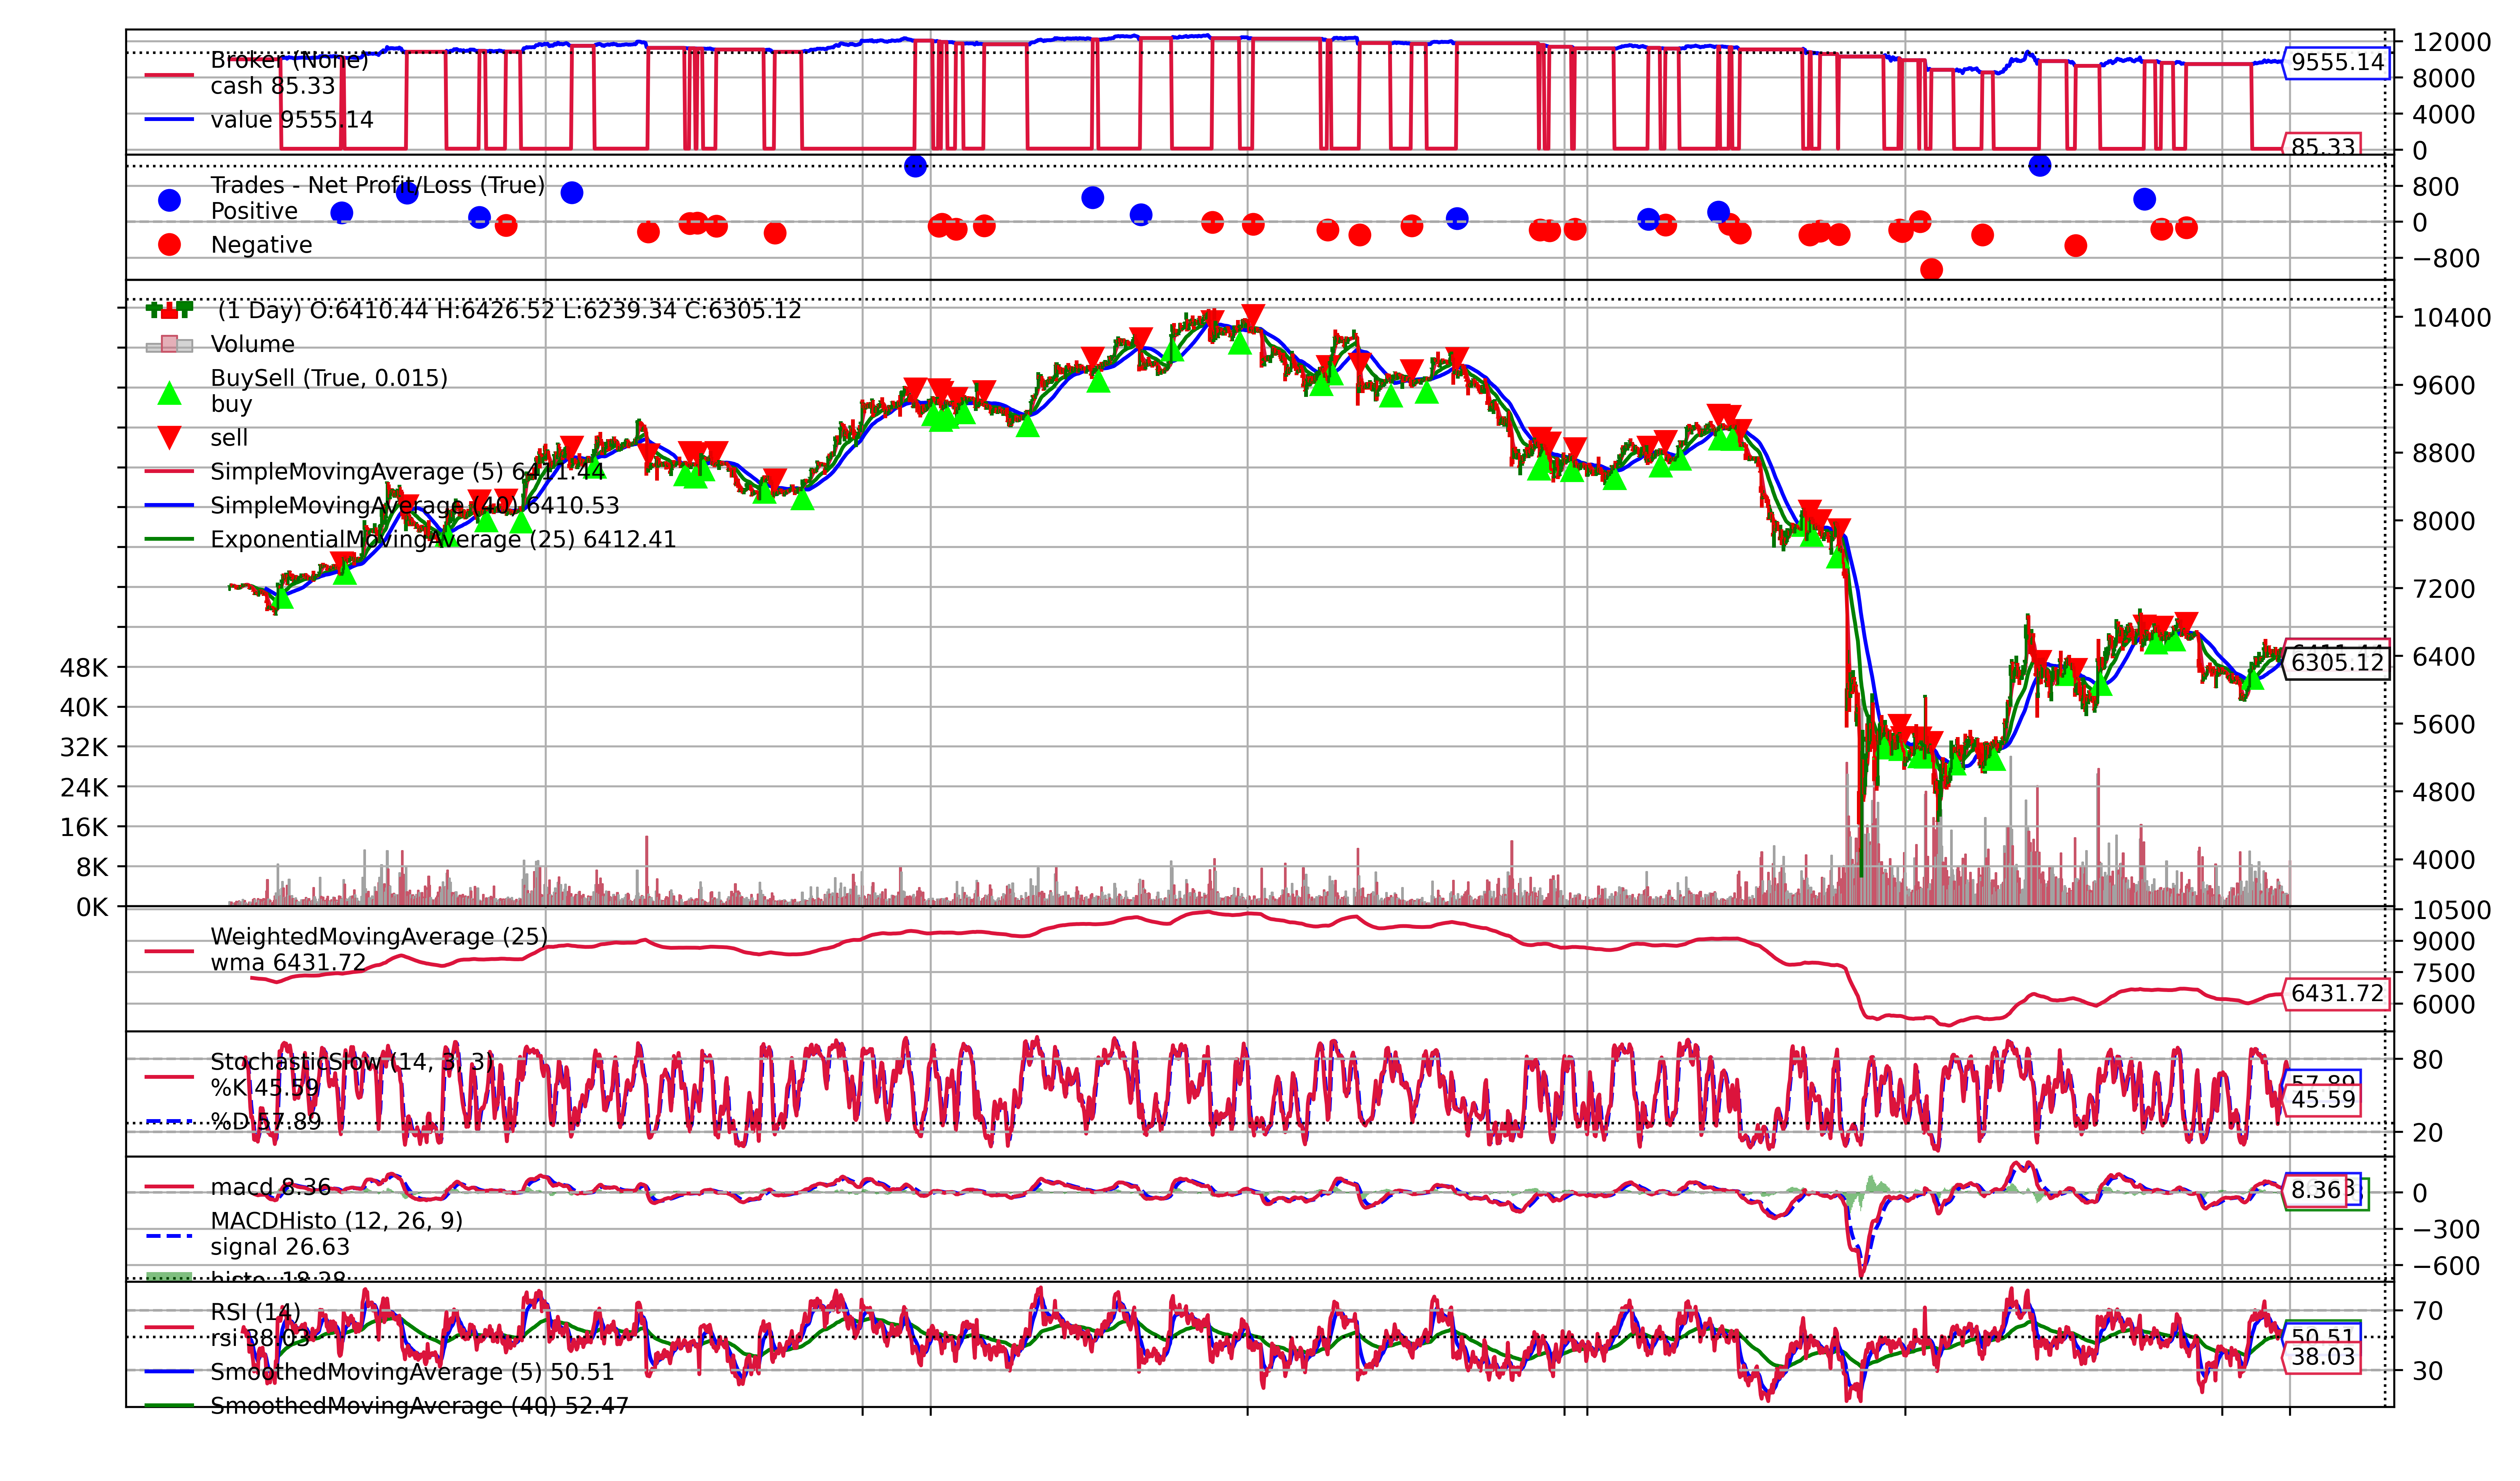 Broker (None)
cash 85.33
value 9555.14
12000
8000
4000
0
9555.14
85.33
Trades - Net Profit/Loss (True)
Positive
Negative
800
0
−800
(1 Day) O:6410.44 H:6426.52 L:6239.34 C:6305.12
Volume
BuySell (True, 0.015)
buy
sell
SimpleMovingAverage (5) 6411.44
SimpleMovingAverage (40) 6410.53
ExponentialMovingAverage (25) 6412.41
48K
40K
32K
24K
16K
8K
0K
10400
9600
8800
8000
7200
6400
5600
4800
4000
6305.12
WeightedMovingAverage (25)
wma 6431.72
10500
9000
7500
6000
6431.72
StochasticSlow (14, 3, 3)
%K 45.59
%D 57.89
80
20
57.89
45.59
macd 8.36
MACDHisto (12, 26, 9)
signal 26.63
histo -18.28
0
−300
−600
8.36
RSI (14)
rsi 38.03
SmoothedMovingAverage (5) 50.51
SmoothedMovingAverage (40) 52.47
70
30
50.51
38.03